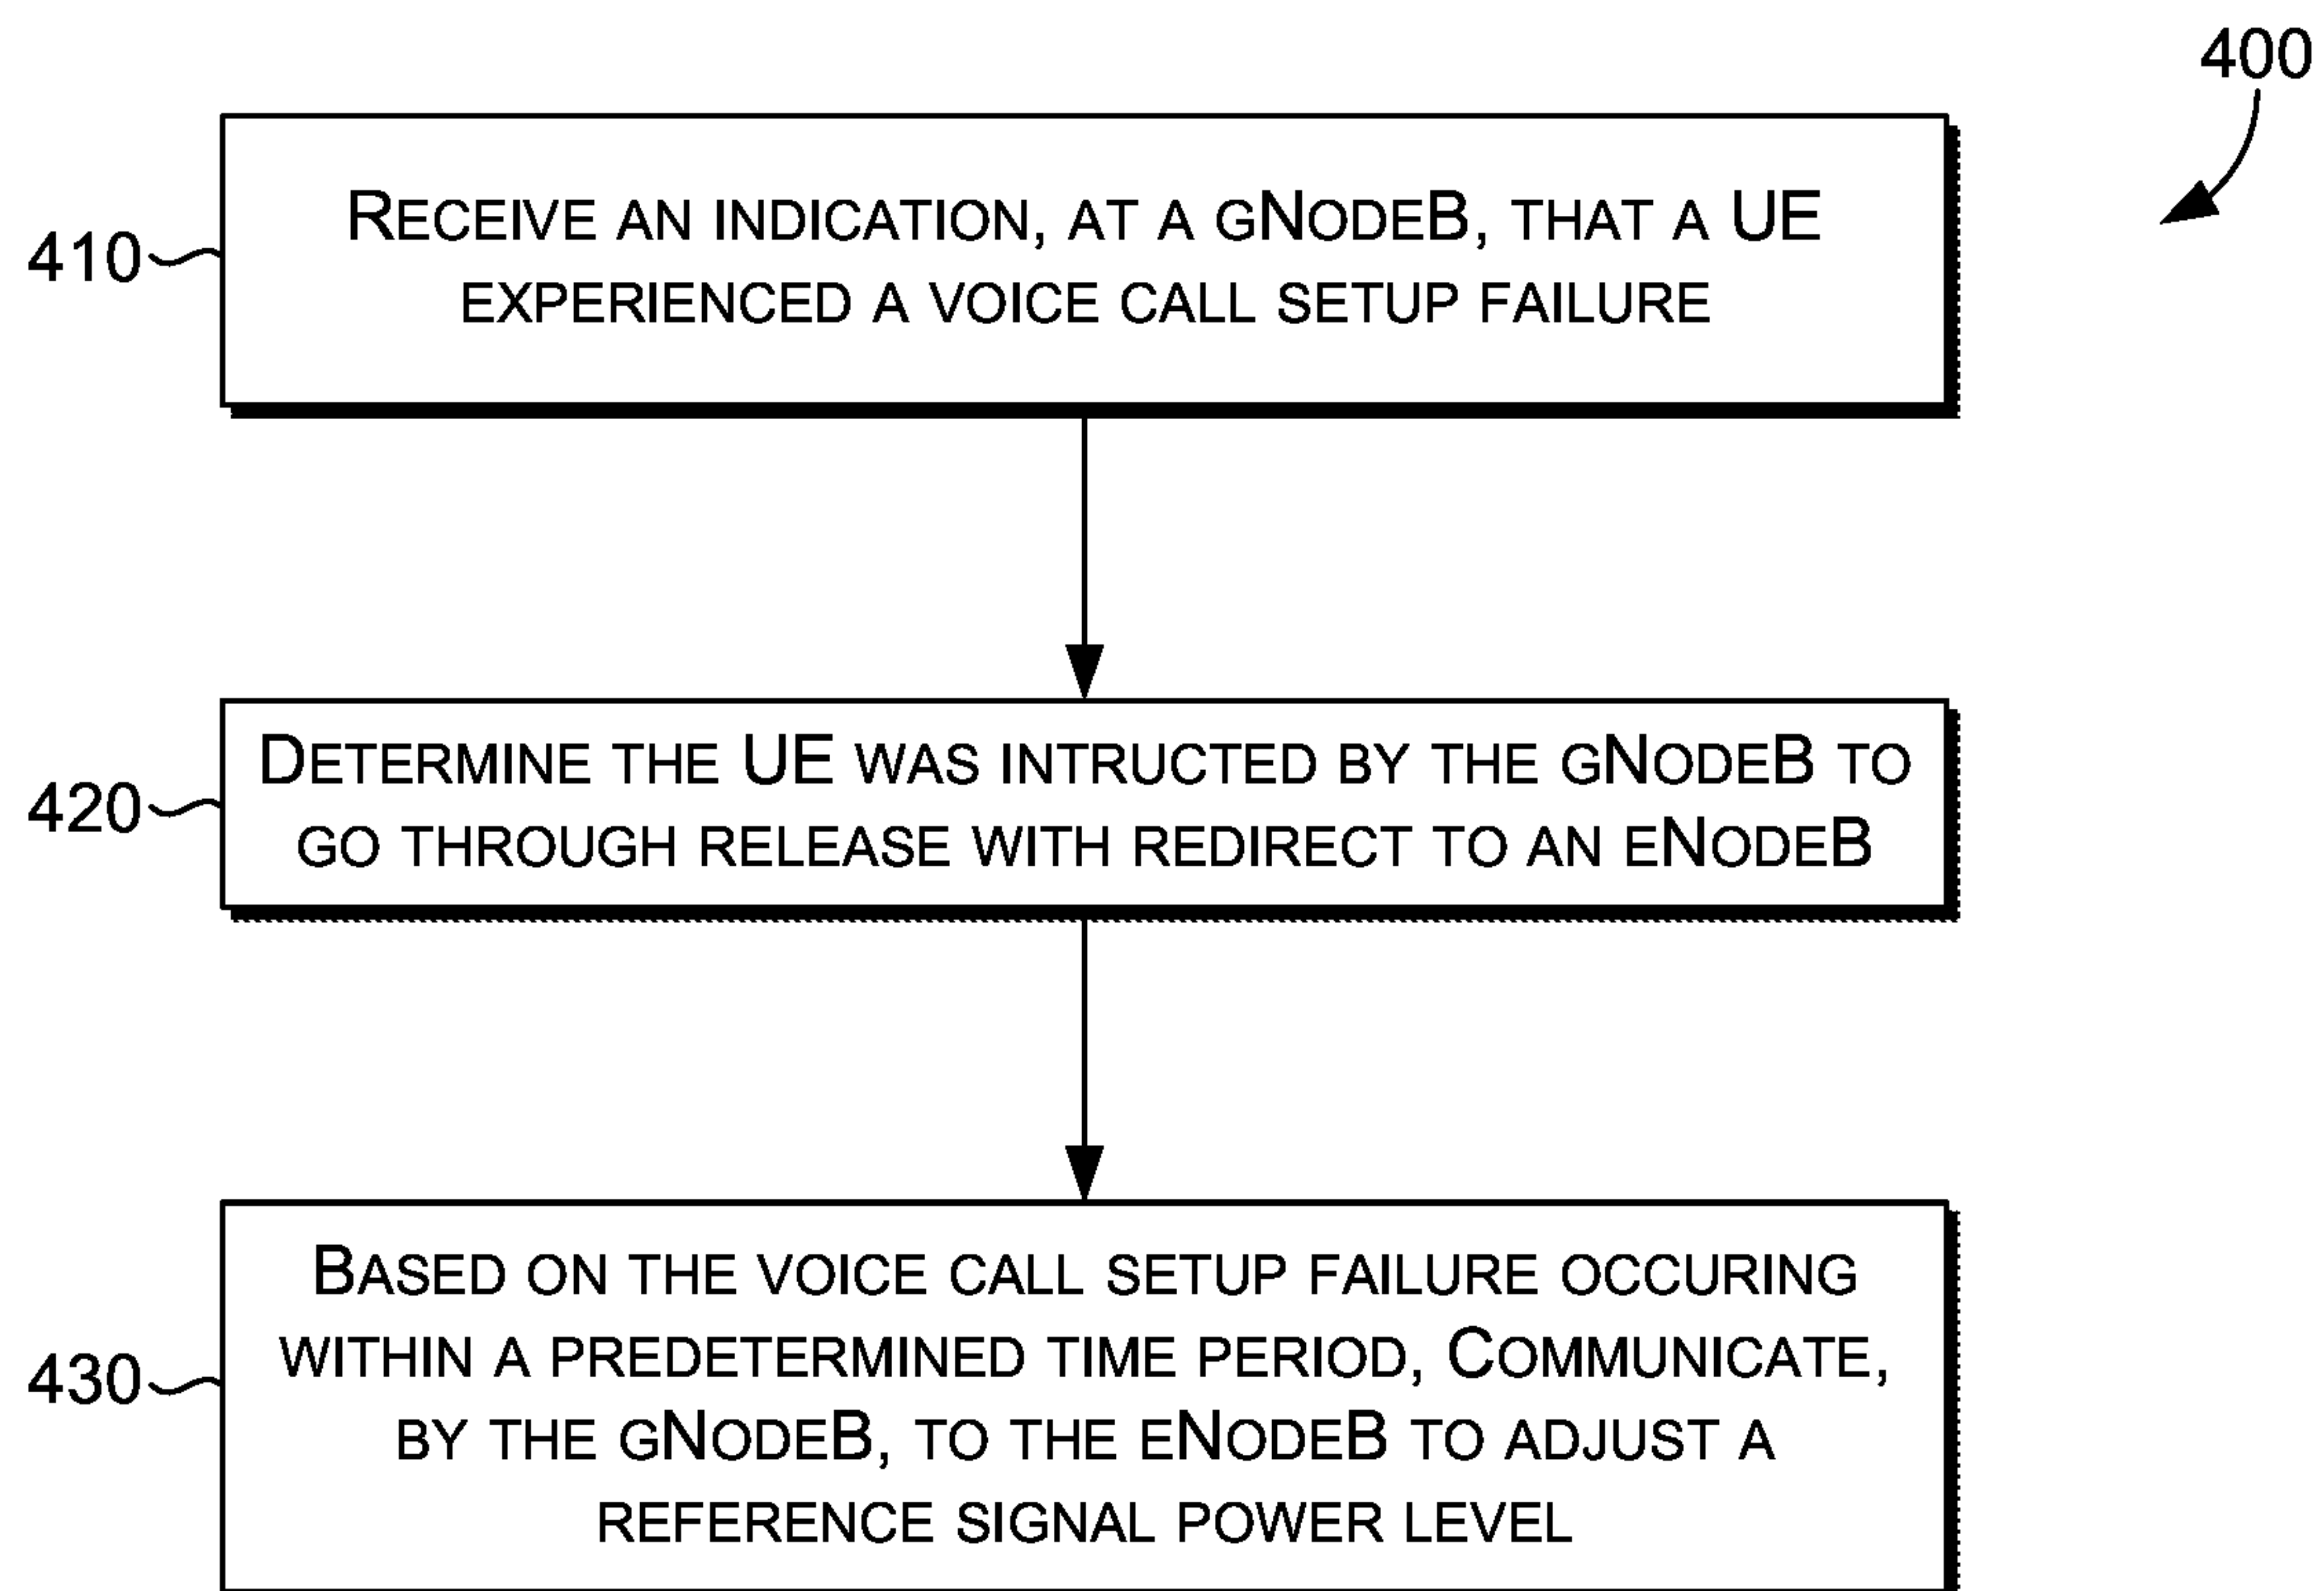 400
410
RECEIVE AN INDICATION, AT A GNODEB, THAT A UE
EXPERIENCED A VOICE CALL SETUP FAILURE
420
DETERMINE THE UE WAS INTRUCTED BY THE GNODEB TO
GO THROUGH RELEASE WITH REDIRECT TO AN ENODEB
430
BASED ON THE VOICE CALL SETUP FAILURE OCCURING
WITHIN A PREDETERMINED TIME PERIOD, COMMUNICATE,
BY THE GNODEB, TO THE ENODEB TO ADJUST A
REFERENCE SIGNAL POWER LEVEL